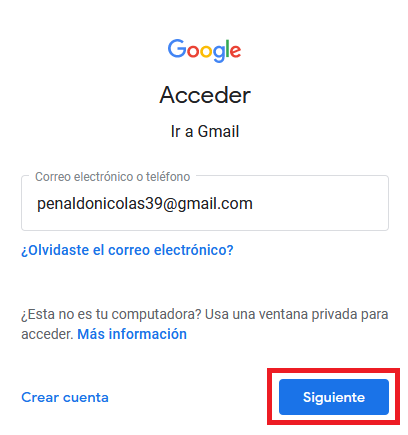 Google
Acceder
Ir a Gmail
Correo electrónico o teléfono
penaldonicolas39@gmail.com
¿Olvidaste el correo electrónico?
¿Esta no es tu computadora? Usa una ventana privada para
acceder. Más información
Crear cuenta
Siguiente